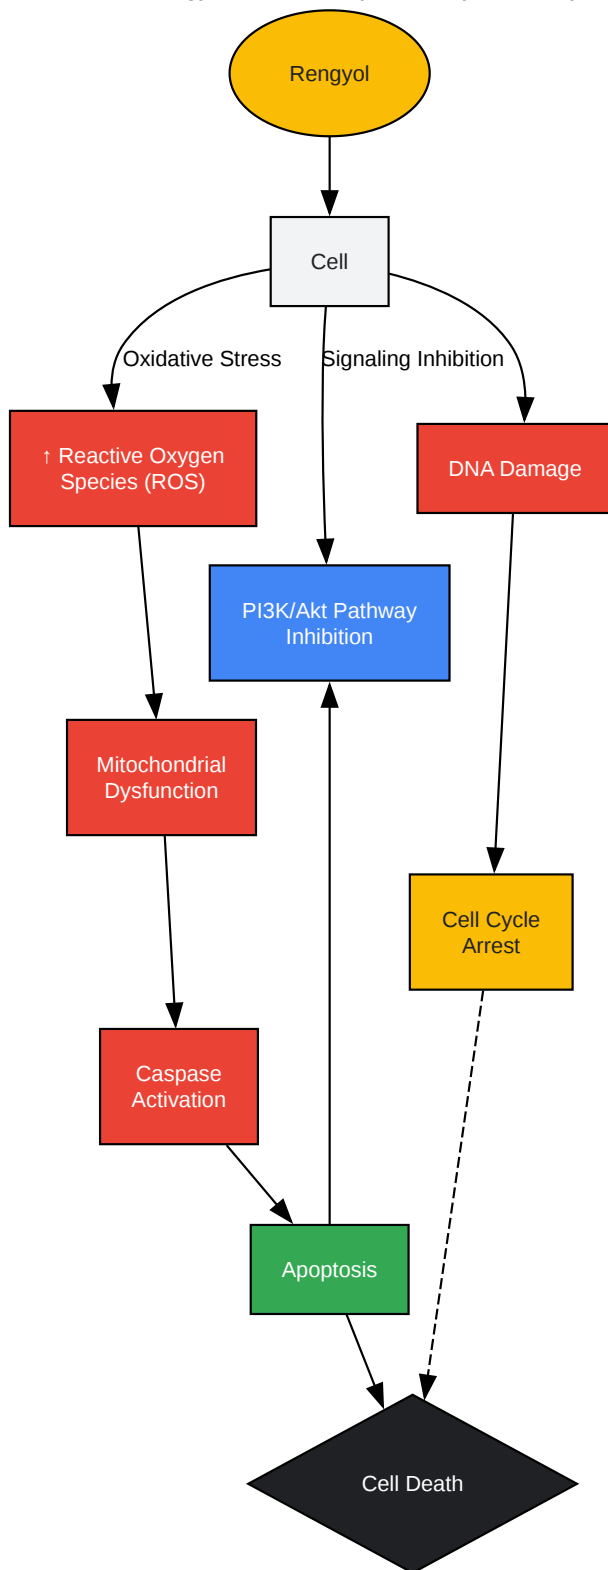 Rengyol
Cell
Oxidative Stress
Signaling Inhibition
↑ Reactive Oxygen
Species (ROS)
DNA Damage
PI3K/Akt Pathway
Inhibition
Mitochondrial
Dysfunction
Cell Cycle
Arrest
Caspase
Activation
Apoptosis
Cell Death